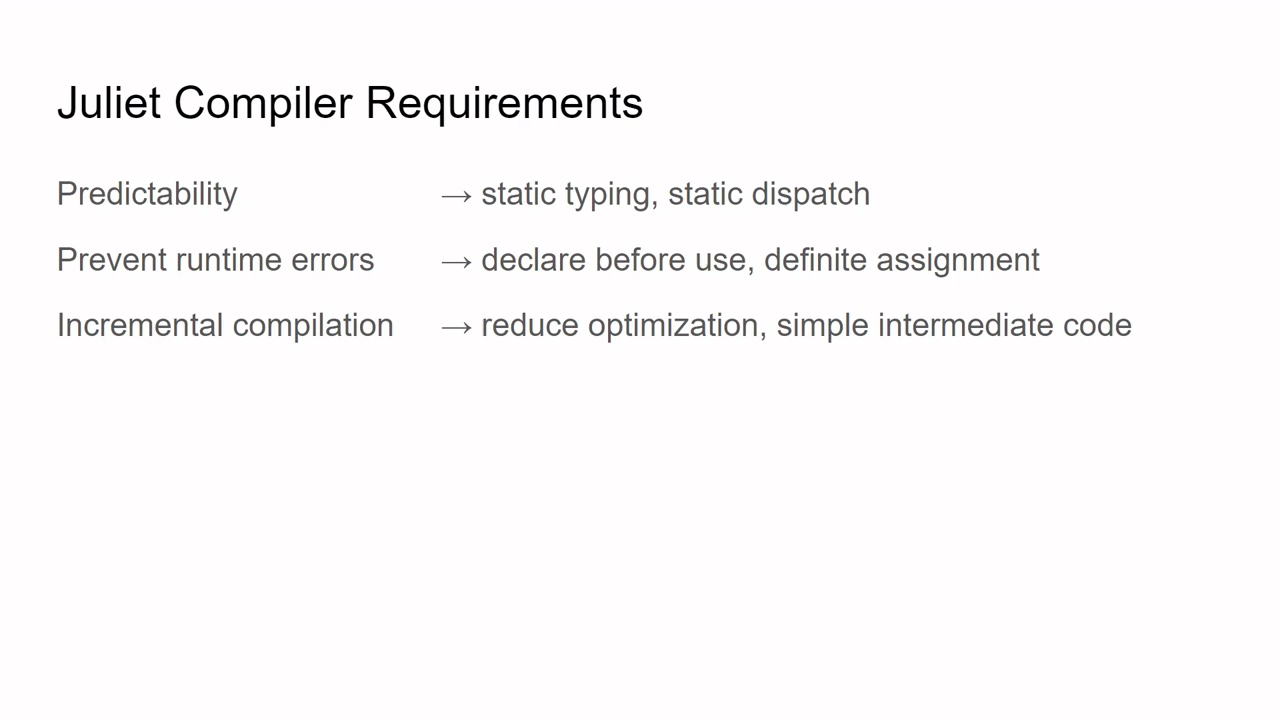 Juliet Compiler Requirements
Predictability → static typing, static dispatch
Prevent runtime errors → declare before use, definite assignment
Incremental compilation → reduce optimization, simple intermediate code